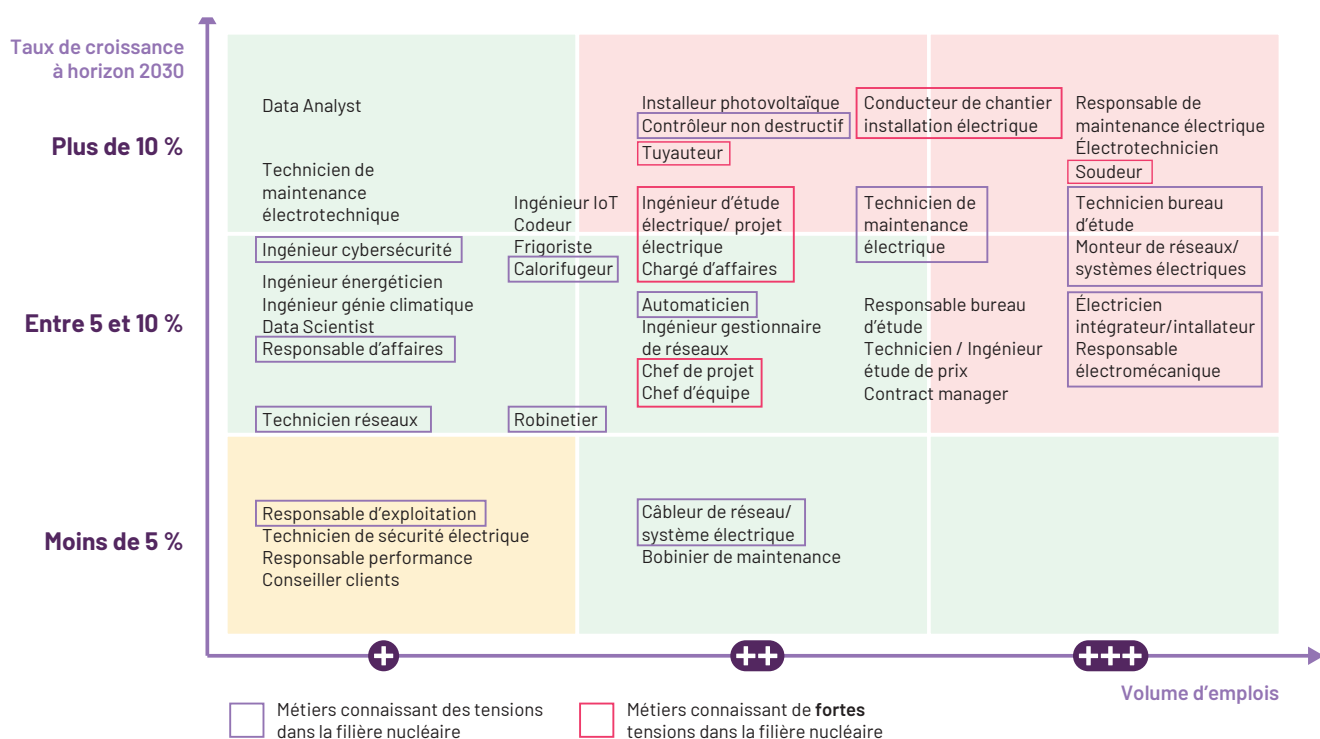 Taux de croissance
à horizon 2030
Plus de 10 %
Data Analyst
Technicien de
maintenance
électrotechnique
Ingénieur IoT
Codeur
Frigoriste
Calorifugeur
Installeur photovoltaïque
Contrôleur non destructif
Tuyauteur
Ingénieur d'étude
électrique/ projet
électrique
Chargé d'affaires
Conducteur de chantier
installation électrique
Technicien de
maintenance
électrique
Responsable de
maintenance électrique
Électrotechnicien
Soudeur
Technicien bureau
d'étude
Monteur de réseaux/
systèmes électriques
Entre 5 et 10 %
Ingénieur cybersécurité
Ingénieur énergéticien
Ingénieur génie climatique
Data Scientist
Responsable d'affaires
Technicien réseaux
Robinetier
Automaticien
Ingénieur gestionnaire
de réseaux
Chef de projet
Chef d'équipe
Responsable bureau
d'étude
Technicien / Ingénieur
étude de prix
Contract manager
Électricien
intégrateur/intallateur
Responsable
électromécanique
Moins de 5 %
Responsable d'exploitation
Technicien de sécurité électrique
Responsable performance
Conseiller clients
Câbleur de réseau/
système électrique
Bobinier de maintenance
+
++
+++
Volume d'emplois
Métiers connaissant des tensions
dans la filière nucléaire
Métiers connaissant de fortes
tensions dans la filière nucléaire